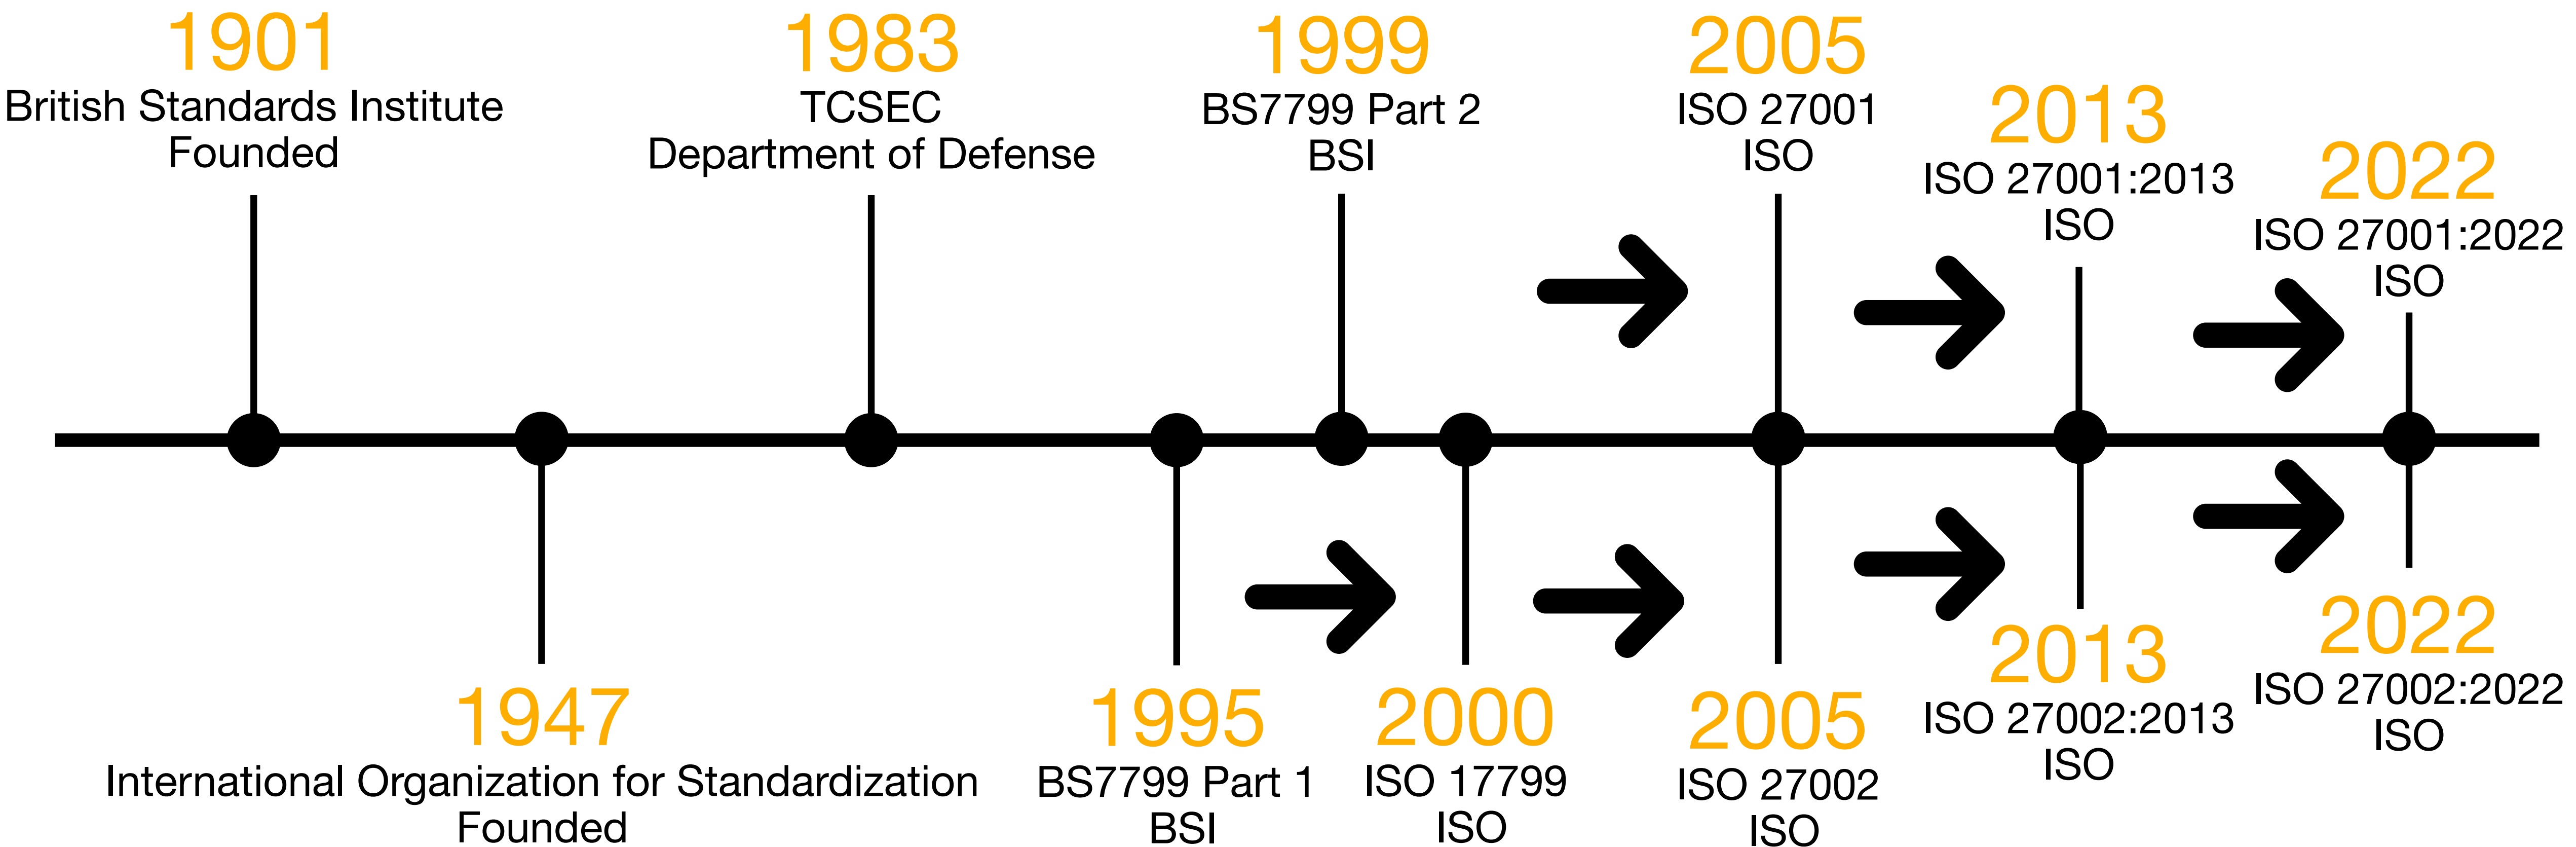 1901
British Standards Institute
Founded
1983
TCSEC
Department of Defense
1999
BS7799 Part 2
BSI
2005
ISO 27001
ISO
2013
ISO 27001:2013
ISO
2022
ISO 27001:2022
ISO
1947
International Organization for Standardization
Founded
1995
BS7799 Part 1
BSI
2000
ISO 17799
ISO
2005
ISO 27002
ISO
2013
ISO 27002:2013
ISO
2022
ISO 27002:2022
ISO